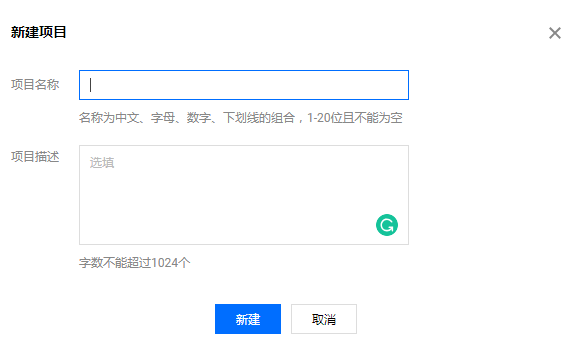 新建项目
项目名称
名称为中文、字母、数字、下划线的组合，1-20位且不能为空
项目描述
选填
字数不能超过1024个
新建 取消